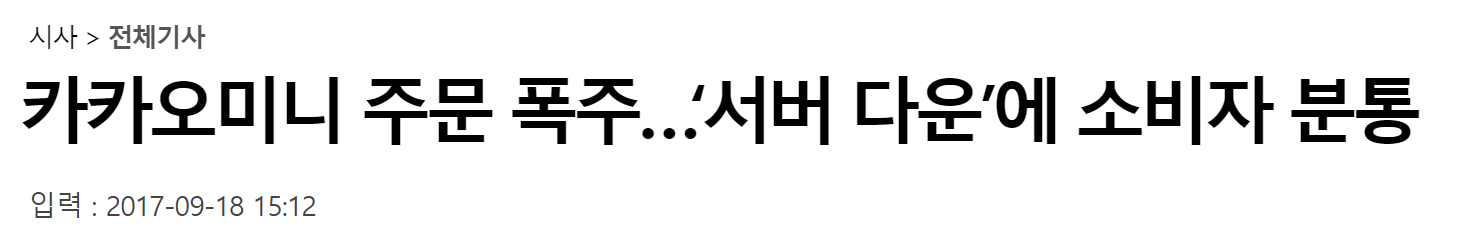 시사 > 전체기사
카카오미니 주문 폭주…‘서버 다운’에 소비자 분통
입력 : 2017-09-18 15:12